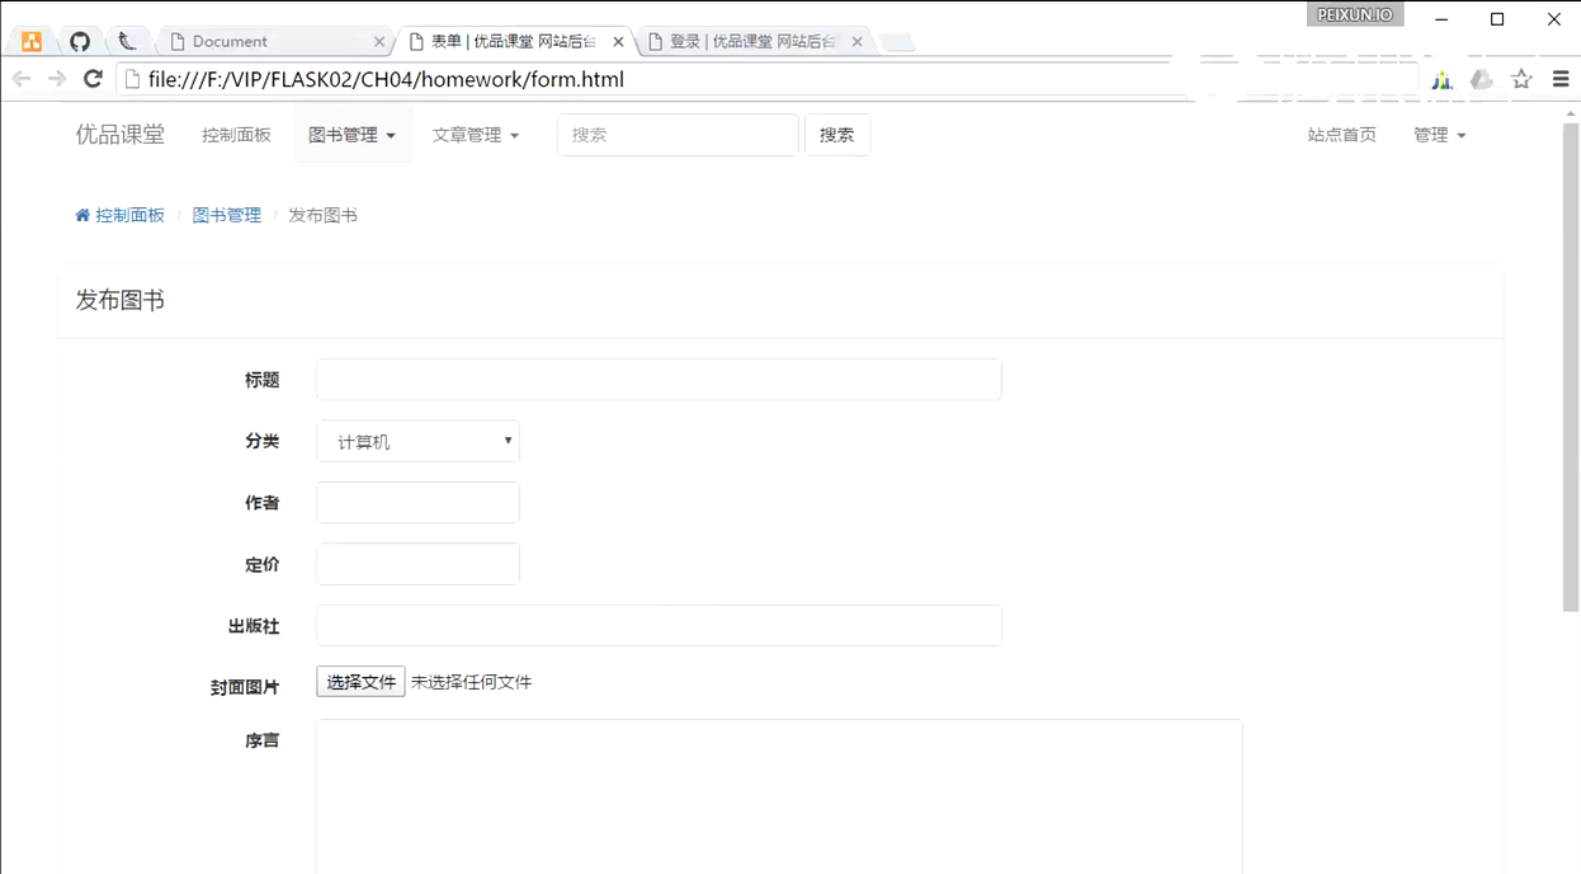 PEIXUN.IO
Document
表单 | 优品课堂 网站后台
登录 | 优品课堂 网站后台
file:///F:/VIP/FLASK02/CH04/homework/form.html
优品课堂 控制面板 图书管理 文章管理 搜索 搜索 站点首页 管理
控制面板 / 图书管理 / 发布图书
发布图书
标题
分类 计算机
作者
定价
出版社
封面图片 选择文件 未选择任何文件
序言